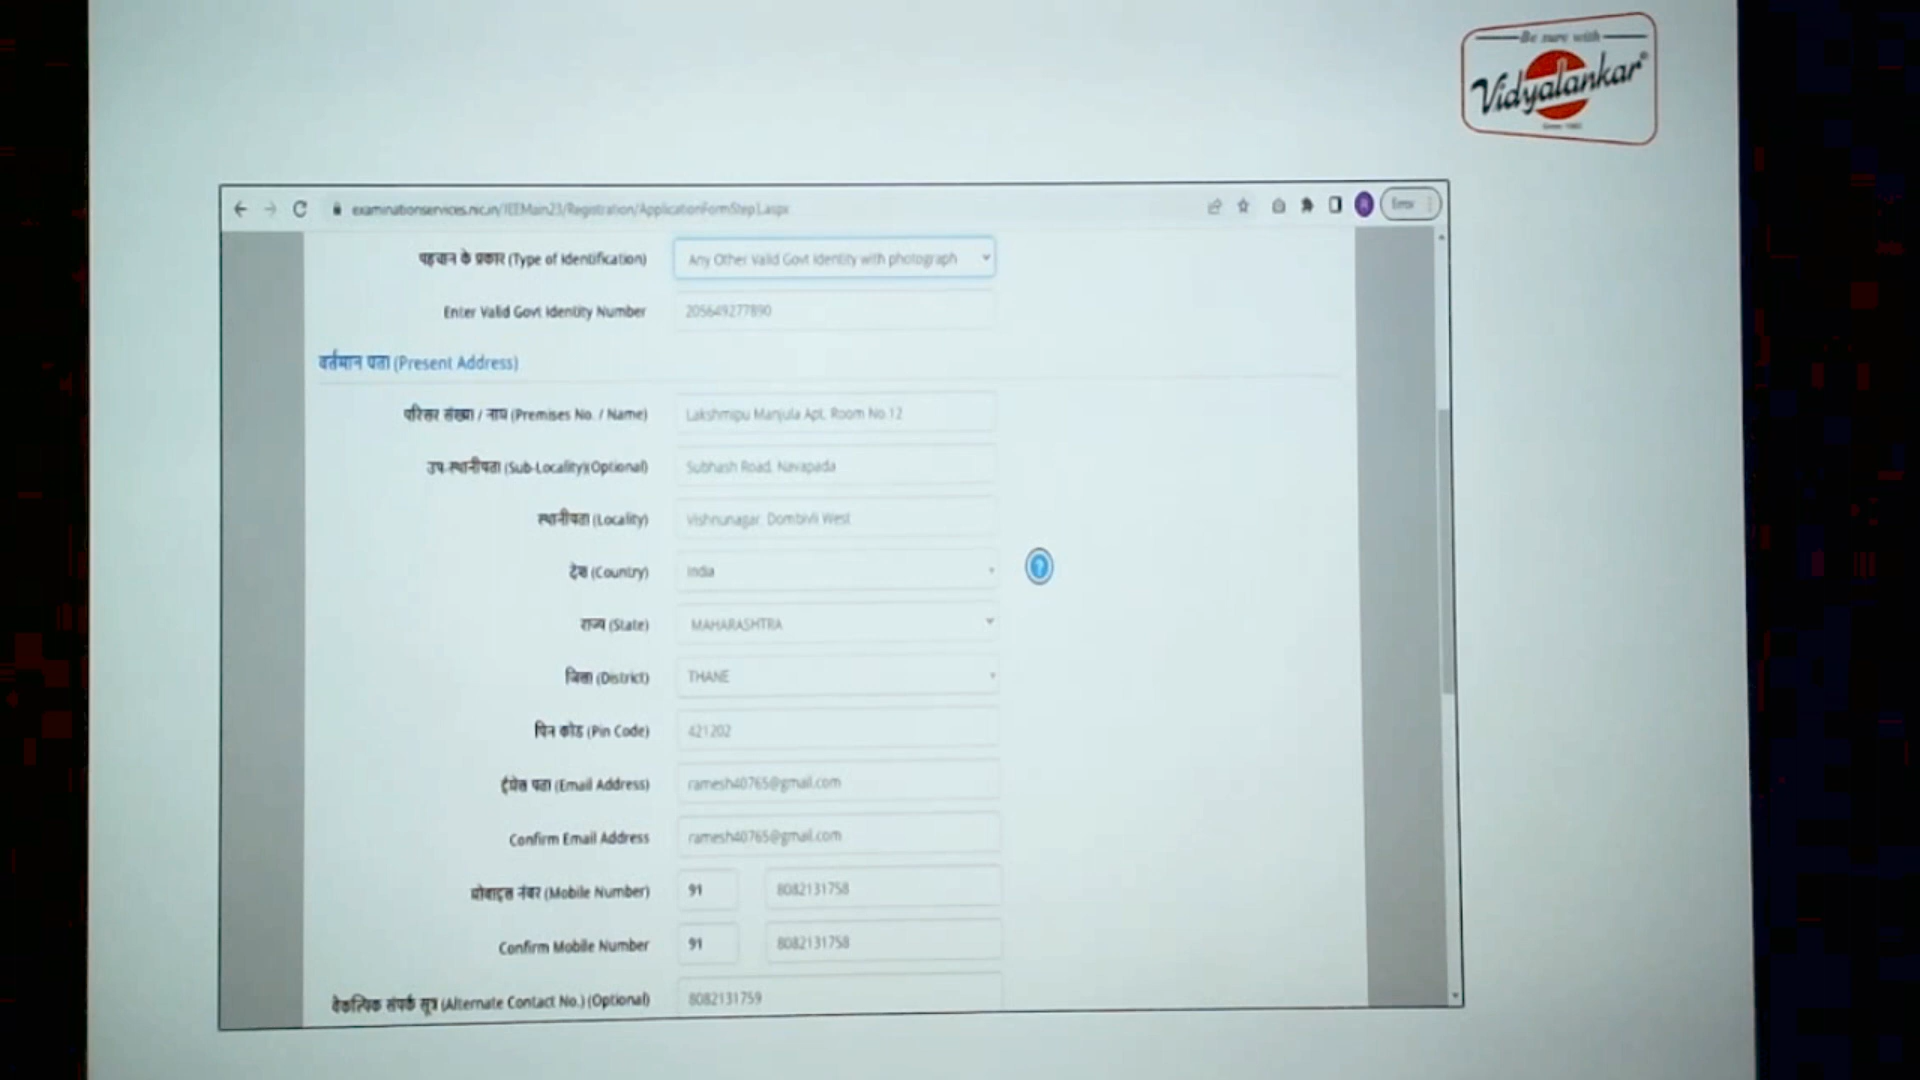 Be sure with
Vidyalankar
Since 1960
examinationservices.nic.in/JEEMain23/Registration/ApplicationFormStep1.aspx
Error
पहचान के प्रकार (Type of Identification) Any Other Valid Govt Identity with photograph
Enter Valid Govt Identity Number 205649277890
वर्तमान पता (Present Address)
परिसर संख्या / नाम (Premises No. / Name) Lakshmipu Manjula Apt, Room No 12
उप-स्थानीयता (Sub-Locality)(Optional) Subhash Road, Navapada
स्थानीयता (Locality) Vishnunagar, Dombivli West
देश (Country) India
?
राज्य (State) MAHARASHTRA
जिला (District) THANE
पिन कोड (Pin Code) 421202
ईमेल पता (Email Address) ramesh40765@gmail.com
Confirm Email Address ramesh40765@gmail.com
मोबाइल नंबर (Mobile Number) 91 8082131758
Confirm Mobile Number 91 8082131758
वैकल्पिक संपर्क सूत्र (Alternate Contact No.) (Optional) 8082131759